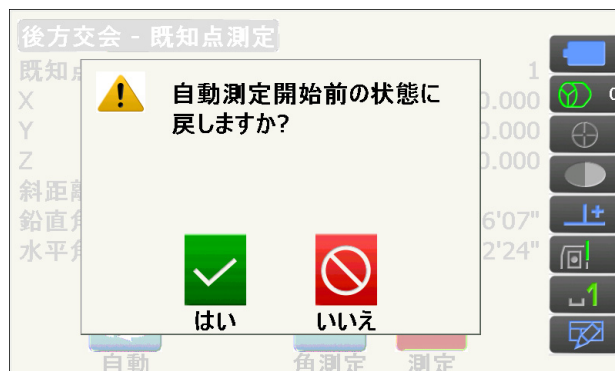 後方交会 - 既知点測定
既知 1
X 0.000
Y 0.000
Z 0.000
斜距離
鉛直角 6'07"
水平角 2'24"
自動測定開始前の状態に
戻しますか?
はい いいえ
自動 角測定 測定